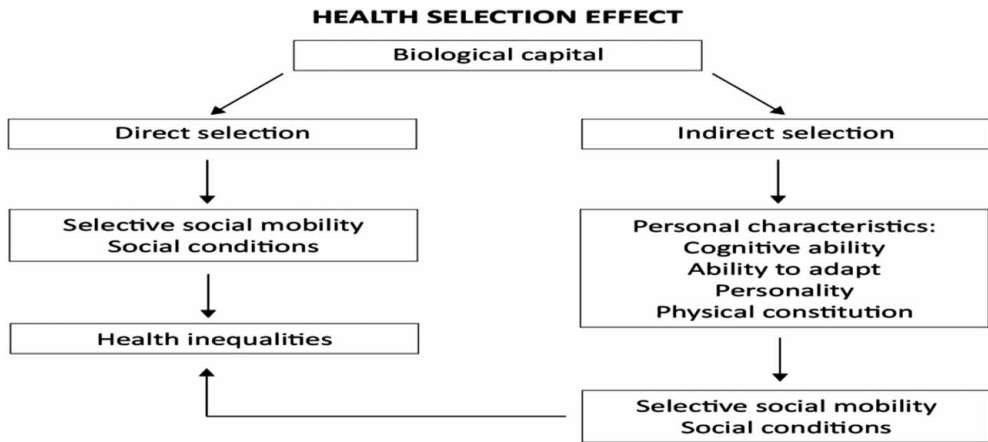 HEALTH SELECTION EFFECT
Biological capital
Direct selection
Indirect selection
Selective social mobility
Social conditions
Personal characteristics:
Cognitive ability
Ability to adapt
Personality
Physical constitution
Health inequalities
Selective social mobility
Social conditions